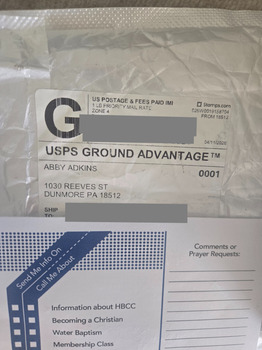 G
US POSTAGE & FEES PAID IMI
1 LB PRIORITY MAIL RATE
ZONE 4
Stamps.com
FROM 18512
USPS GROUND ADVANTAGE™
ABBY ADKINS
0001
1030 REEVES ST
DUNMORE PA 18512
SHIP
TO:
Send Me Info On
Call Me About
Comments or
Prayer Requests:
Information about HBCC
Becoming a Christian
Water Baptism
Membership Class